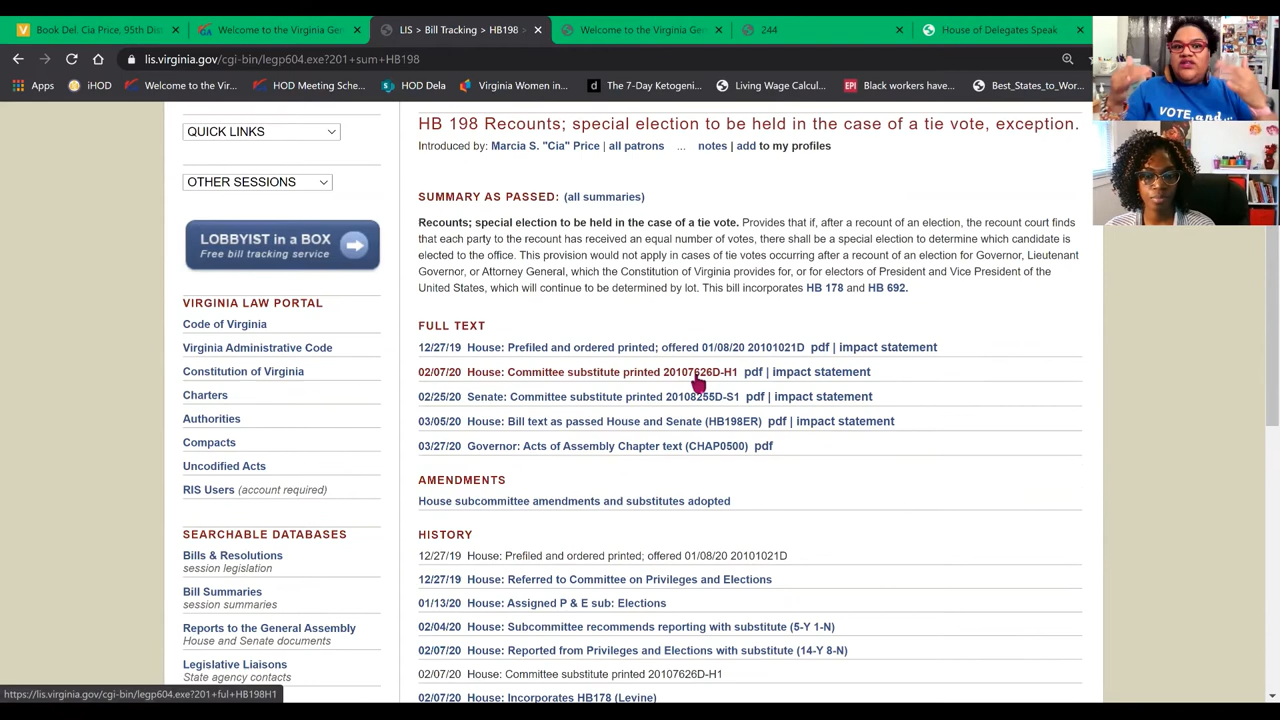 Book Del. Cia Price, 95th Dist
Welcome to the Virginia Gen
LIS > Bill Tracking > HB198
Welcome to the Virginia Gen
244
House of Delegates Speak
lis.virginia.gov/cgi-bin/legp604.exe?201+sum+HB198
Apps iHOD Welcome to the Vir... HOD Meeting Sche... HOD Dela Virginia Women in... The 7-Day Ketogeni... Living Wage Calcul... EPI Black workers have... Best_States_to_Wor...
VOTE, and
QUICK LINKS
OTHER SESSIONS
LOBBYIST in a BOX
Free bill tracking service
VIRGINIA LAW PORTAL
Code of Virginia
Virginia Administrative Code
Constitution of Virginia
Charters
Authorities
Compacts
Uncodified Acts
RIS Users (account required)
SEARCHABLE DATABASES
Bills & Resolutions
session legislation
Bill Summaries
session summaries
Reports to the General Assembly
House and Senate documents
Legislative Liaisons
State agency contacts
HB 198 Recounts; special election to be held in the case of a tie vote, exception.
Introduced by: Marcia S. "Cia" Price | all patrons ... notes | add to my profiles
SUMMARY AS PASSED: (all summaries)
Recounts; special election to be held in the case of a tie vote. Provides that if, after a recount of an election, the recount court finds
that each party to the recount has received an equal number of votes, there shall be a special election to determine which candidate is
elected to the office. This provision would not apply in cases of tie votes occurring after a recount of an election for Governor, Lieutenant
Governor, or Attorney General, which the Constitution of Virginia provides for, or for electors of President and Vice President of the
United States, which will continue to be determined by lot. This bill incorporates HB 178 and HB 692.
FULL TEXT
12/27/19 House: Prefiled and ordered printed; offered 01/08/20 20101021D pdf | impact statement
02/07/20 House: Committee substitute printed 20107626D-H1 pdf | impact statement
02/25/20 Senate: Committee substitute printed 20108255D-S1 pdf | impact statement
03/05/20 House: Bill text as passed House and Senate (HB198ER) pdf | impact statement
03/27/20 Governor: Acts of Assembly Chapter text (CHAP0500) pdf
AMENDMENTS
House subcommittee amendments and substitutes adopted
HISTORY
12/27/19 House: Prefiled and ordered printed; offered 01/08/20 20101021D
12/27/19 House: Referred to Committee on Privileges and Elections
01/13/20 House: Assigned P & E sub: Elections
02/04/20 House: Subcommittee recommends reporting with substitute (5-Y 1-N)
02/07/20 House: Reported from Privileges and Elections with substitute (14-Y 8-N)
02/07/20 House: Committee substitute printed 20107626D-H1
02/07/20 House: Incorporates HB178 (Levine)
https://lis.virginia.gov/cgi-bin/legp604.exe?201+ful+HB198H1